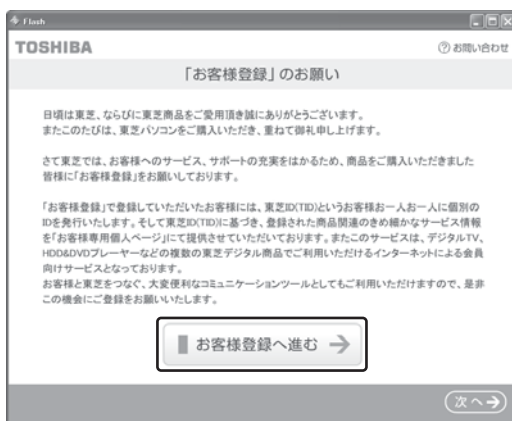 Flash
TOSHIBA
? お問い合わせ
「お客様登録」のお願い
日頃は東芝、ならびに東芝商品をご愛用頂き誠にありがとうございます。
またこのたびは、東芝パソコンをご購入いただき、重ねて御礼申し上げます。
さて東芝では、お客様へのサービス、サポートの充実をはかるため、商品をご購入いただきました
皆様に「お客様登録」をお願いしております。
「お客様登録」で登録していただいたお客様には、東芝ID(TID)というお客様お一人お一人に個別の
IDを発行いたします。そして東芝ID(TID)に基づき、登録された商品関連のきめ細かなサービス情報
を「お客様専用個人ページ」にて提供させていただいております。またこのサービスは、デジタルTV、
HDD&DVDプレーヤーなどの複数の東芝デジタル商品でご利用いただけるインターネットによる会員
向けサービスとなっております。
お客様と東芝をつなぐ、大変便利なコミュニケーションツールとしてもご利用いただけますので、是非
この機会にご登録をお願いいたします。
お客様登録へ進む →
次へ→